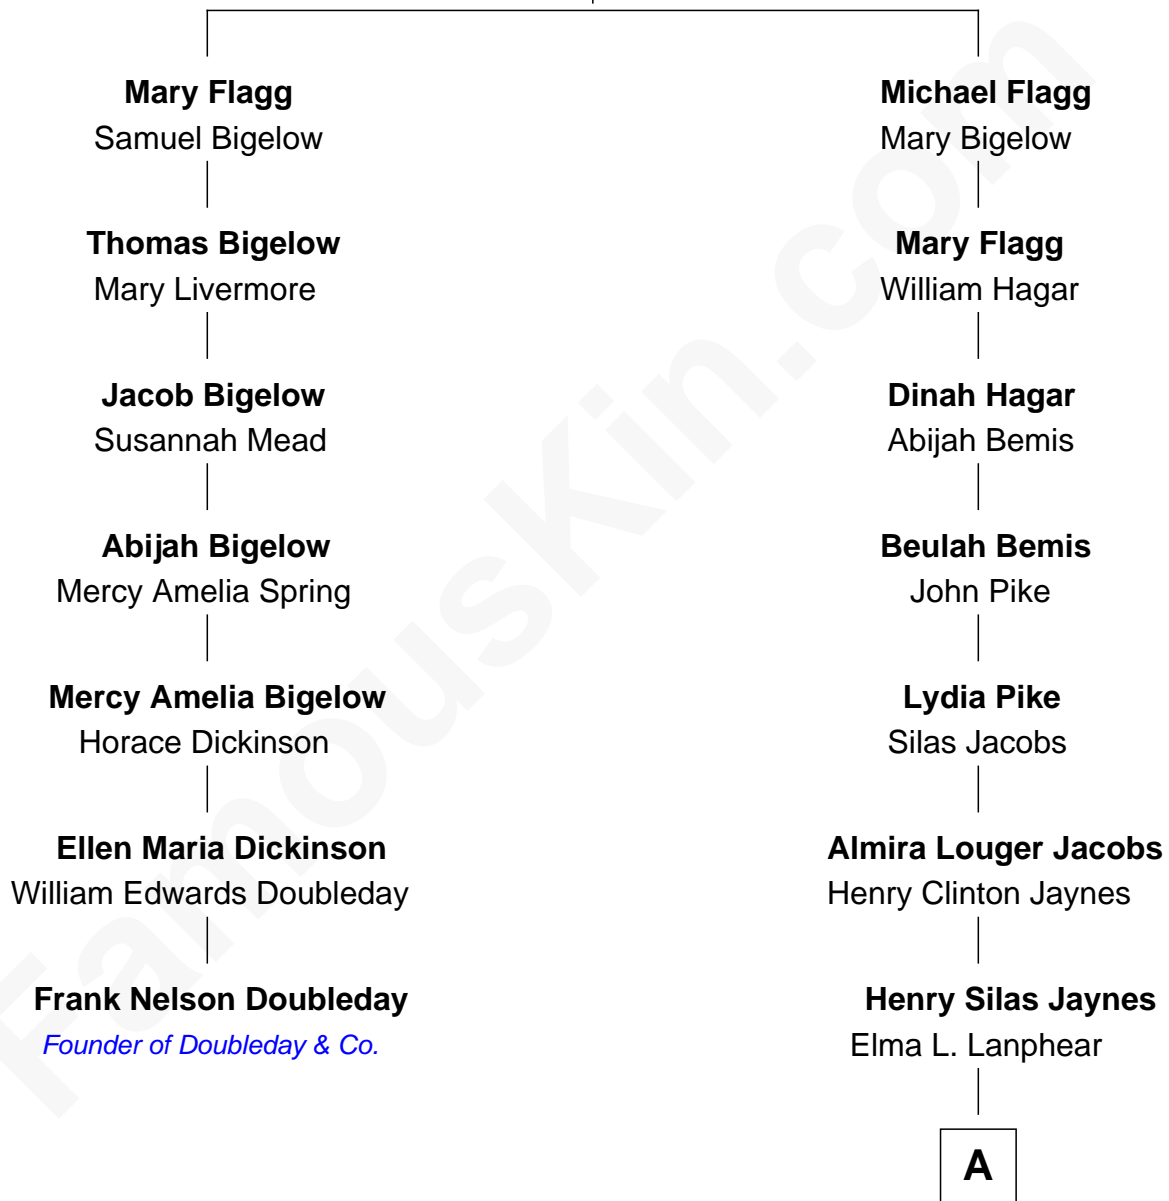 Mary Flagg
Samuel Bigelow
Thomas Bigelow
Mary Livermore
Jacob Bigelow
Susannah Mead
Abijah Bigelow
Mercy Amelia Spring
Mercy Amelia Bigelow
Horace Dickinson
Ellen Maria Dickinson
William Edwards Doubleday
Frank Nelson Doubleday
Founder of Doubleday & Co.
Michael Flagg
Mary Bigelow
Mary Flagg
William Hagar
Dinah Hagar
Abijah Bemis
Beulah Bemis
John Pike
Lydia Pike
Silas Jacobs
Almira Louger Jacobs
Henry Clinton Jaynes
Henry Silas Jaynes
Elma L. Lanphear
A
FamousKin.com